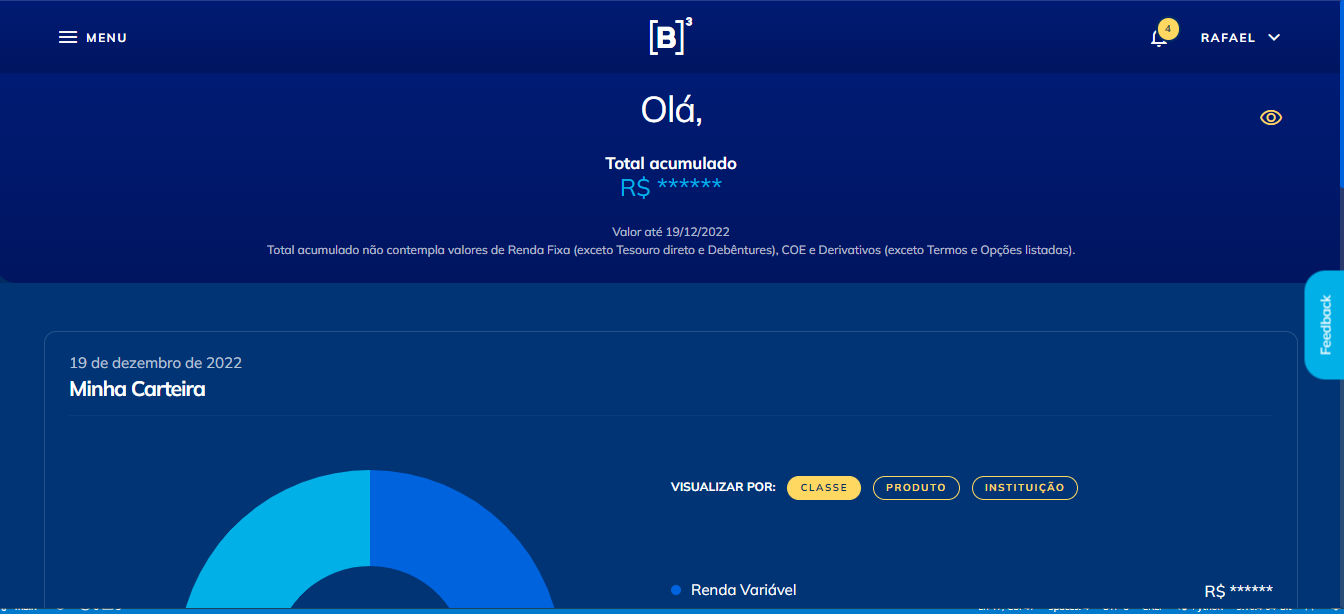 MENU
[B]³
4
RAFAEL
Olá,
Total acumulado
R$ ******
Valor até 19/12/2022
Total acumulado não contempla valores de Renda Fixa (exceto Tesouro direto e Debêntures), COE e Derivativos (exceto Termos e Opções listadas).
Feedback
19 de dezembro de 2022
Minha Carteira
VISUALIZAR POR:
CLASSE
PRODUTO
INSTITUIÇÃO
Renda Variável
R$ ******